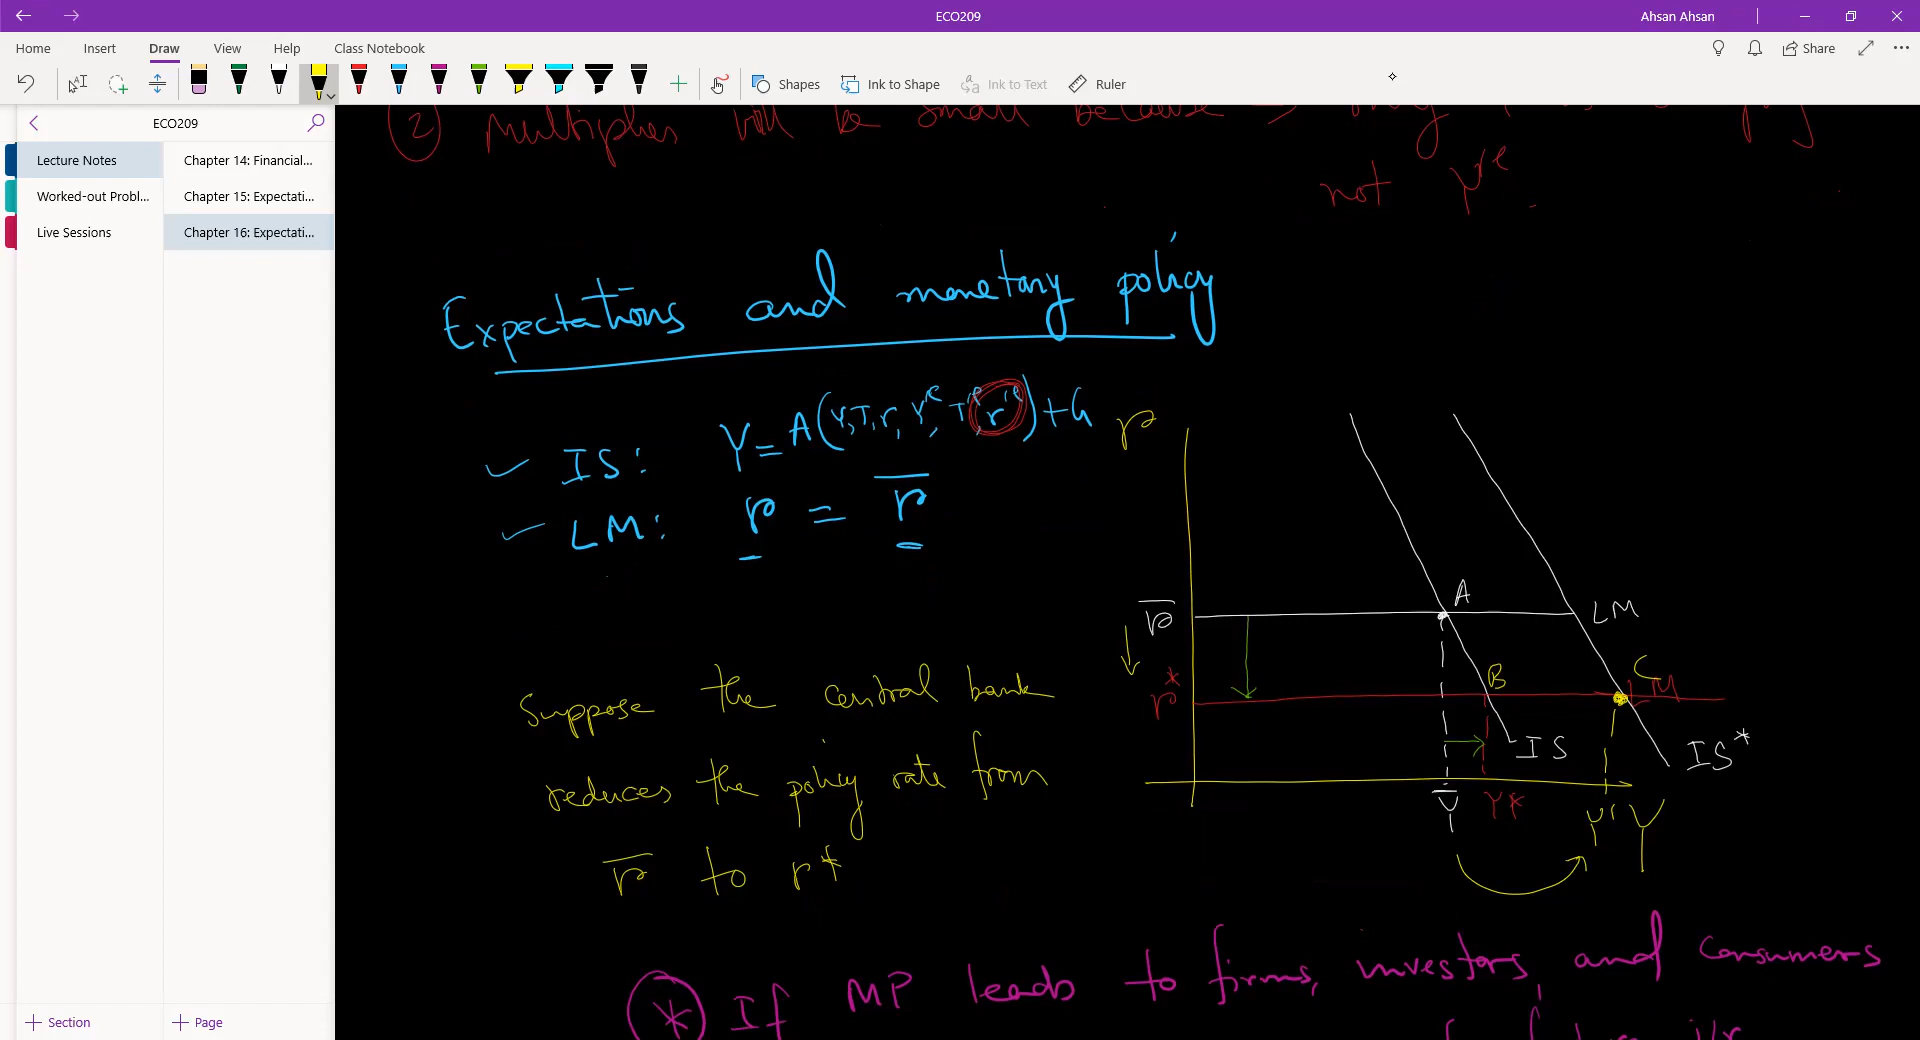 ECO209
Ahsan Ahsan
Home Insert Draw View Help Class Notebook
Share
Shapes Ink to Shape Ink to Text Ruler
ECO209
Lecture Notes
Worked-out Probl...
Live Sessions
Chapter 14: Financial...
Chapter 15: Expectati...
Chapter 16: Expectati...
+ Section
+ Page
② Multiplier will be small because
not Y'e
Expectations and monetary policy
✓ IS: Y = A(Y, T, r, Y'e, T'e, r'e) + G
✓ LM: r = r̅
Suppose the central bank
reduces the policy rate from
r̅ to r*
r
r̅
A
LM
r*
B
C
LM
IS
IS*
Y̅
Y*
Y'
Y
* If MP leads to firms, investors, and consumers